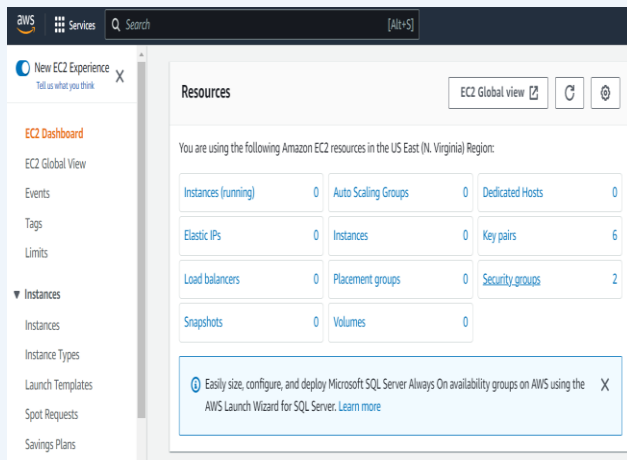 aws
Services
Search
[Alt+S]
New EC2 Experience
Tell us what you think
X
EC2 Dashboard
EC2 Global View
Events
Tags
Limits
Instances
Instances
Instance Types
Launch Templates
Spot Requests
Savings Plans
Resources
EC2 Global view
You are using the following Amazon EC2 resources in the US East (N. Virginia) Region:
Instances (running) 0
Auto Scaling Groups 0
Dedicated Hosts 0
Elastic IPs 0
Instances 0
Key pairs 6
Load balancers 0
Placement groups 0
Security groups 2
Snapshots 0
Volumes 0
Easily size, configure, and deploy Microsoft SQL Server Always On availability groups on AWS using the
AWS Launch Wizard for SQL Server. Learn more
X